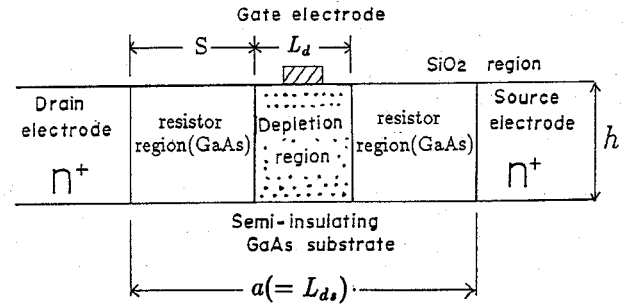 Gate electrode
S
L_d
SiO2 region
Drain
electrode
n+
resistor
region(GaAs)
Depletion
region
resistor
region(GaAs)
Source
electrode
n+
h
Semi-insulating
GaAs substrate
a(= L_ds)